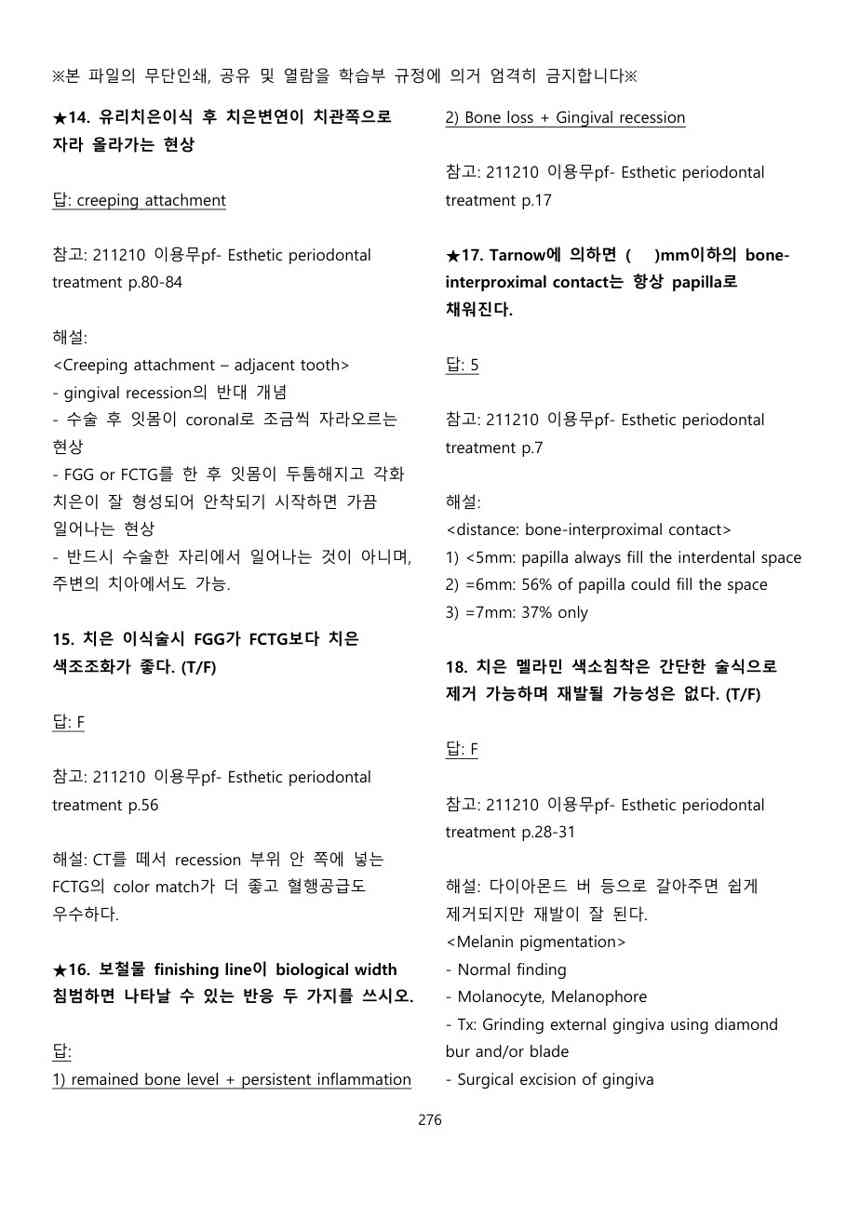 ※본 파일의 무단인쇄, 공유 및 열람을 학습부 규정에 의거 엄격히 금지합니다※
★14. 유리치은이식 후 치은변연이 치관쪽으로
자라 올라가는 현상
답: creeping attachment
참고: 211210 이용무pf- Esthetic periodontal
treatment p.80-84
해설:
<Creeping attachment – adjacent tooth>
- gingival recession의 반대 개념
- 수술 후 잇몸이 coronal로 조금씩 자라오르는
현상
- FGG or FCTG를 한 후 잇몸이 두툼해지고 각화
치은이 잘 형성되어 안착되기 시작하면 가끔
일어나는 현상
- 반드시 수술한 자리에서 일어나는 것이 아니며,
주변의 치아에서도 가능.
15. 치은 이식술시 FGG가 FCTG보다 치은
색조조화가 좋다. (T/F)
답: F
참고: 211210 이용무pf- Esthetic periodontal
treatment p.56
해설: CT를 떼서 recession 부위 안 쪽에 넣는
FCTG의 color match가 더 좋고 혈행공급도
우수하다.
★16. 보철물 finishing line이 biological width
침범하면 나타날 수 있는 반응 두 가지를 쓰시오.
답:
1) remained bone level + persistent inflammation
2) Bone loss + Gingival recession
참고: 211210 이용무pf- Esthetic periodontal
treatment p.17
★17. Tarnow에 의하면 (    )mm이하의 bone-
interproximal contact는 항상 papilla로
채워진다.
답: 5
참고: 211210 이용무pf- Esthetic periodontal
treatment p.7
해설:
<distance: bone-interproximal contact>
1) <5mm: papilla always fill the interdental space
2) =6mm: 56% of papilla could fill the space
3) =7mm: 37% only
18. 치은 멜라민 색소침착은 간단한 술식으로
제거 가능하며 재발될 가능성은 없다. (T/F)
답: F
참고: 211210 이용무pf- Esthetic periodontal
treatment p.28-31
해설: 다이아몬드 버 등으로 갈아주면 쉽게
제거되지만 재발이 잘 된다.
<Melanin pigmentation>
- Normal finding
- Molanocyte, Melanophore
- Tx: Grinding external gingiva using diamond
bur and/or blade
- Surgical excision of gingiva
276